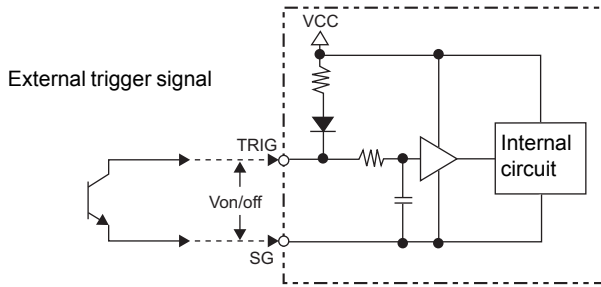 VCC
External trigger signal
TRIG
Internal
circuit
Von/off
SG